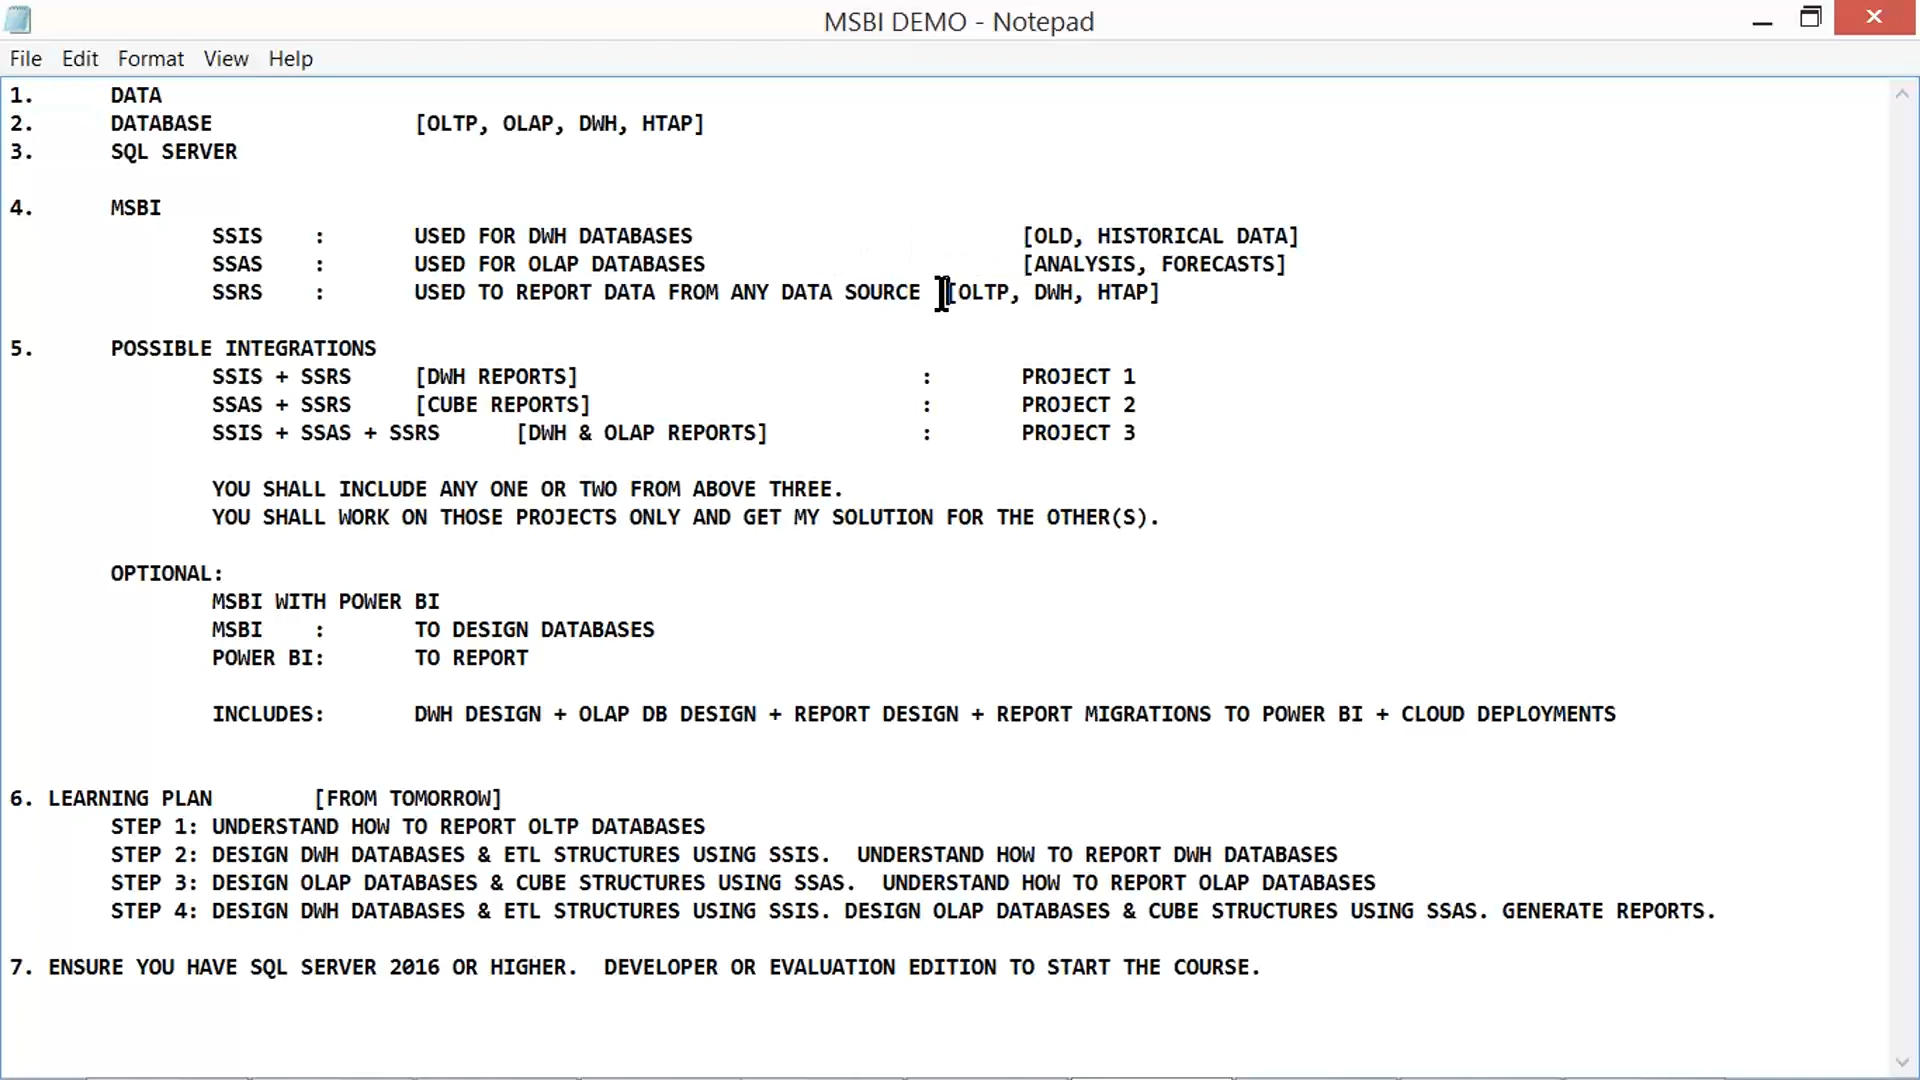 MSBI DEMO - Notepad
File Edit Format View Help
1. DATA
2. DATABASE [OLTP, OLAP, DWH, HTAP]
3. SQL SERVER
4. MSBI
SSIS : USED FOR DWH DATABASES [OLD, HISTORICAL DATA]
SSAS : USED FOR OLAP DATABASES [ANALYSIS, FORECASTS]
SSRS : USED TO REPORT DATA FROM ANY DATA SOURCE [OLTP, DWH, HTAP]
5. POSSIBLE INTEGRATIONS
SSIS + SSRS [DWH REPORTS] : PROJECT 1
SSAS + SSRS [CUBE REPORTS] : PROJECT 2
SSIS + SSAS + SSRS [DWH & OLAP REPORTS] : PROJECT 3
YOU SHALL INCLUDE ANY ONE OR TWO FROM ABOVE THREE.
YOU SHALL WORK ON THOSE PROJECTS ONLY AND GET MY SOLUTION FOR THE OTHER(S).
OPTIONAL:
MSBI WITH POWER BI
MSBI : TO DESIGN DATABASES
POWER BI: TO REPORT
INCLUDES: DWH DESIGN + OLAP DB DESIGN + REPORT DESIGN + REPORT MIGRATIONS TO POWER BI + CLOUD DEPLOYMENTS
6. LEARNING PLAN [FROM TOMORROW]
STEP 1: UNDERSTAND HOW TO REPORT OLTP DATABASES
STEP 2: DESIGN DWH DATABASES & ETL STRUCTURES USING SSIS. UNDERSTAND HOW TO REPORT DWH DATABASES
STEP 3: DESIGN OLAP DATABASES & CUBE STRUCTURES USING SSAS. UNDERSTAND HOW TO REPORT OLAP DATABASES
STEP 4: DESIGN DWH DATABASES & ETL STRUCTURES USING SSIS. DESIGN OLAP DATABASES & CUBE STRUCTURES USING SSAS. GENERATE REPORTS.
7. ENSURE YOU HAVE SQL SERVER 2016 OR HIGHER. DEVELOPER OR EVALUATION EDITION TO START THE COURSE.